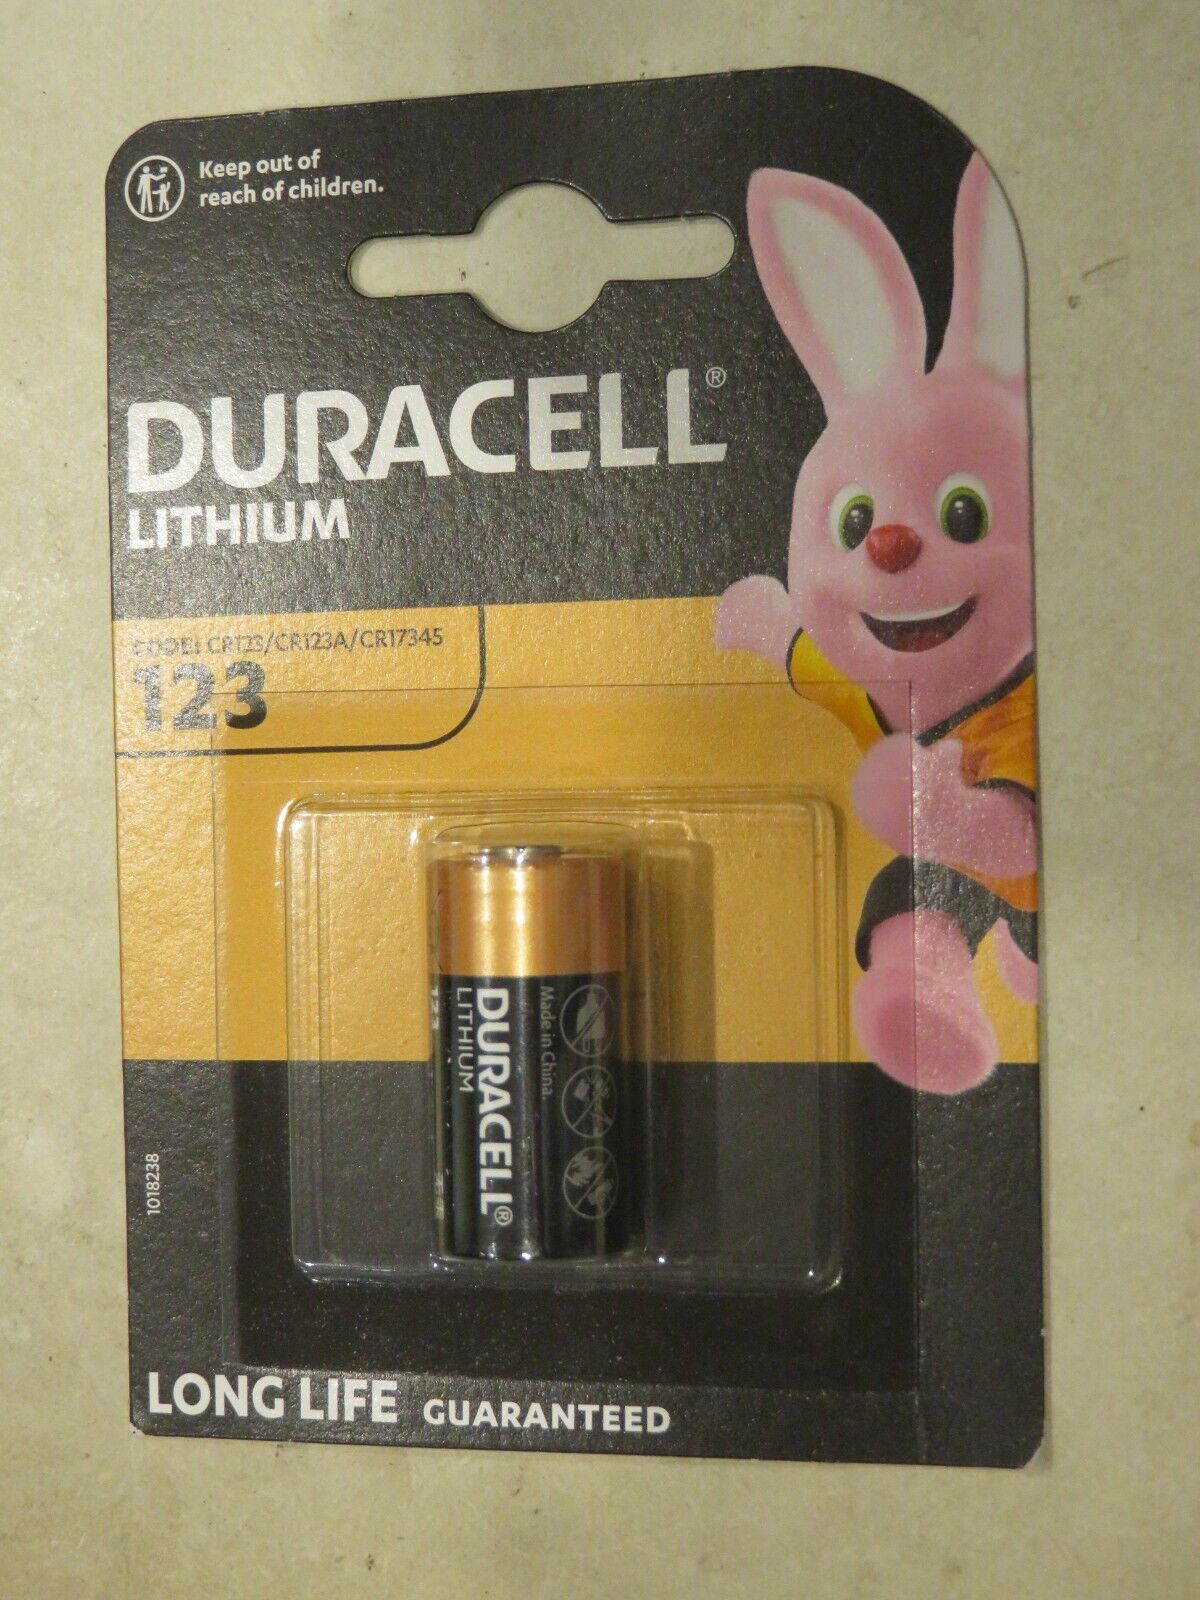 Keep out of
reach of children.
DURACELL®
LITHIUM
CODE: CR123/CR123A/CR17345
123
Made in China.
DURACELL®
LITHIUM
123
1018238
LONG LIFE GUARANTEED